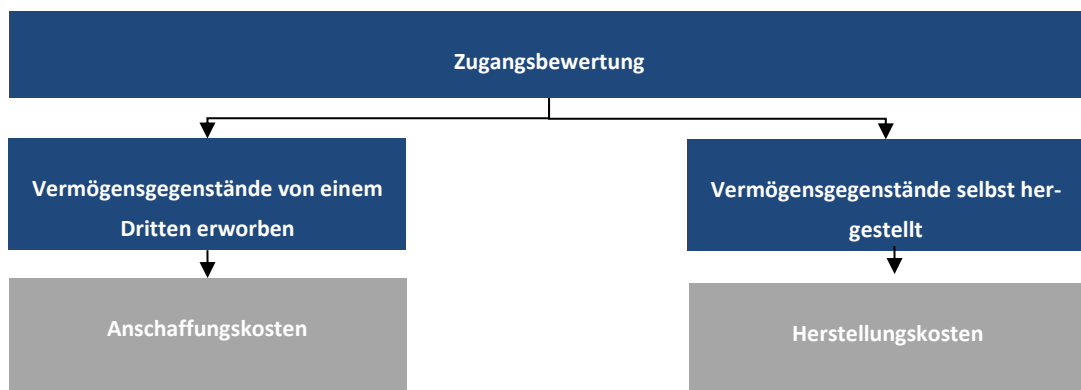 Zugangsbewertung
Vermögensgegenstände von einem
Dritten erworben
Vermögensgegenstände selbst her-
gestellt
Anschaffungskosten
Herstellungskosten